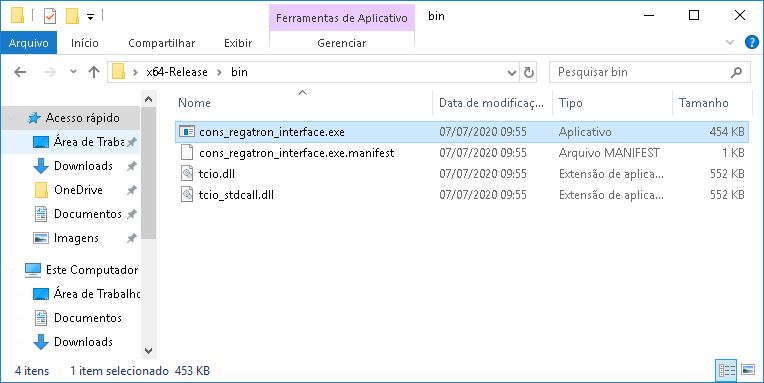 Ferramentas de Aplicativo
bin
Arquivo
Início
Compartilhar
Exibir
Gerenciar
x64-Release
bin
Pesquisar bin
Nome
Data de modificaç...
Tipo
Tamanho
Acesso rápido
Área de Traba
Downloads
OneDrive
Documentos
Imagens
Este Computador
Área de Trabalho
Documentos
Downloads
cons_regatron_interface.exe 07/07/2020 09:55 Aplicativo 454 KB
cons_regatron_interface.exe.manifest 07/07/2020 09:55 Arquivo MANIFEST 1 KB
tcio.dll 07/07/2020 09:55 Extensão de aplica... 552 KB
tcio_stdcall.dll 07/07/2020 09:55 Extensão de aplica... 552 KB
4 itens 1 item selecionado 453 KB